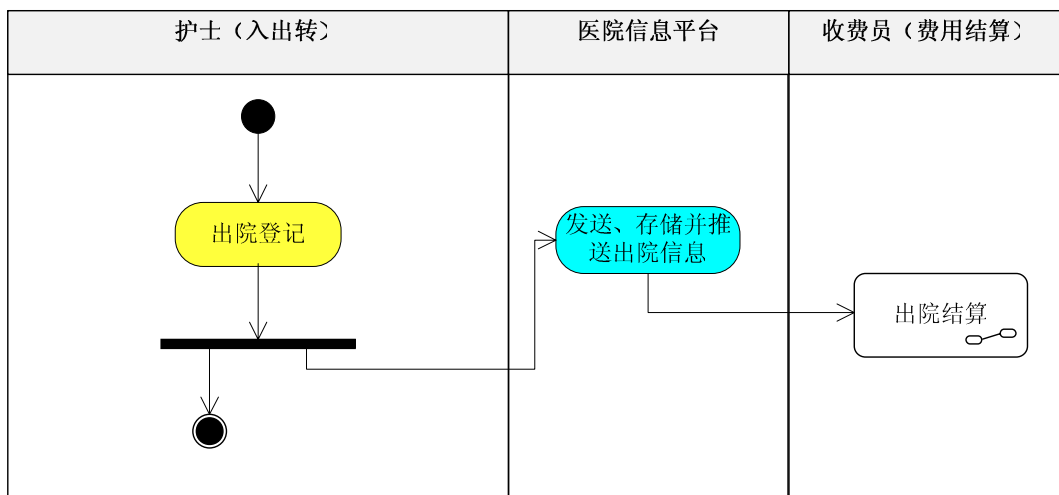 护士（入出转）
医院信息平台
收费员（费用结算）
出院登记
发送、存储并推
送出院信息
出院结算